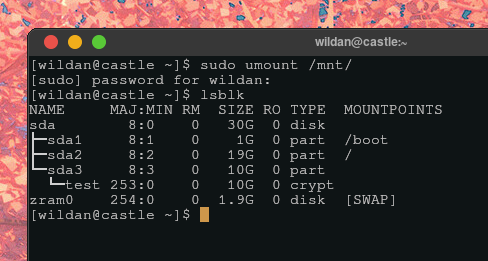 wildan@castle:~
[wildan@castle ~]$ sudo umount /mnt/
[sudo] password for wildan:
[wildan@castle ~]$ lsblk
NAME     MAJ:MIN RM  SIZE RO TYPE  MOUNTPOINTS
sda        8:0    0   30G  0 disk
├─sda1     8:1    0    1G  0 part  /boot
├─sda2     8:2    0   19G  0 part  /
└─sda3     8:3    0   10G  0 part
  └─test 253:0    0   10G  0 crypt
zram0    254:0    0  1.9G  0 disk  [SWAP]
[wildan@castle ~]$